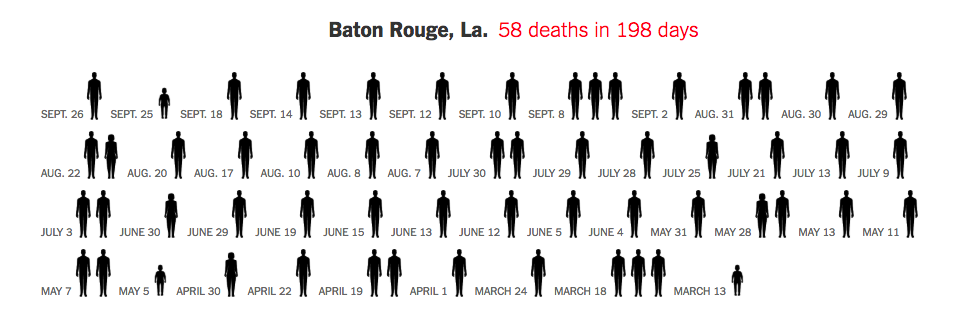 Baton Rouge, La. 58 deaths in 198 days
SEPT. 26 SEPT. 25 SEPT. 18 SEPT. 14 SEPT. 13 SEPT. 12 SEPT. 10 SEPT. 8 SEPT. 2 AUG. 31 AUG. 30 AUG. 29
AUG. 22 AUG. 20 AUG. 17 AUG. 10 AUG. 8 AUG. 7 JULY 30 JULY 29 JULY 28 JULY 25 JULY 21 JULY 13 JULY 9
JULY 3 JUNE 30 JUNE 29 JUNE 19 JUNE 15 JUNE 13 JUNE 12 JUNE 5 JUNE 4 MAY 31 MAY 28 MAY 13 MAY 11
MAY 7 MAY 5 APRIL 30 APRIL 22 APRIL 19 APRIL 1 MARCH 24 MARCH 18 MARCH 13